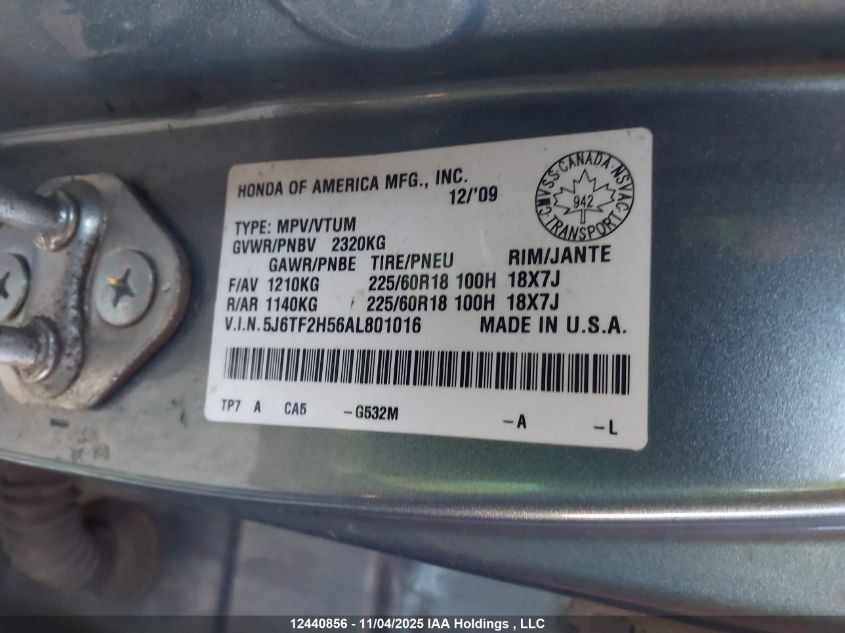 HONDA OF AMERICA MFG., INC.
12/'09
TYPE: MPV/VTUM
GVWR/PNBV 2320KG
GAWR/PNBE TIRE/PNEU RIM/JANTE
F/AV 1210KG 225/60R18 100H 18X7J
R/AR 1140KG 225/60R18 100H 18X7J
V.I.N. 5J6TF2H56AL801016 MADE IN U.S.A.
TP7 A CA5 -G532M -A -L
CMVSS CANADA NSVAC
942
TRANSPORT
12440856 - 11/04/2025 IAA Holdings , LLC